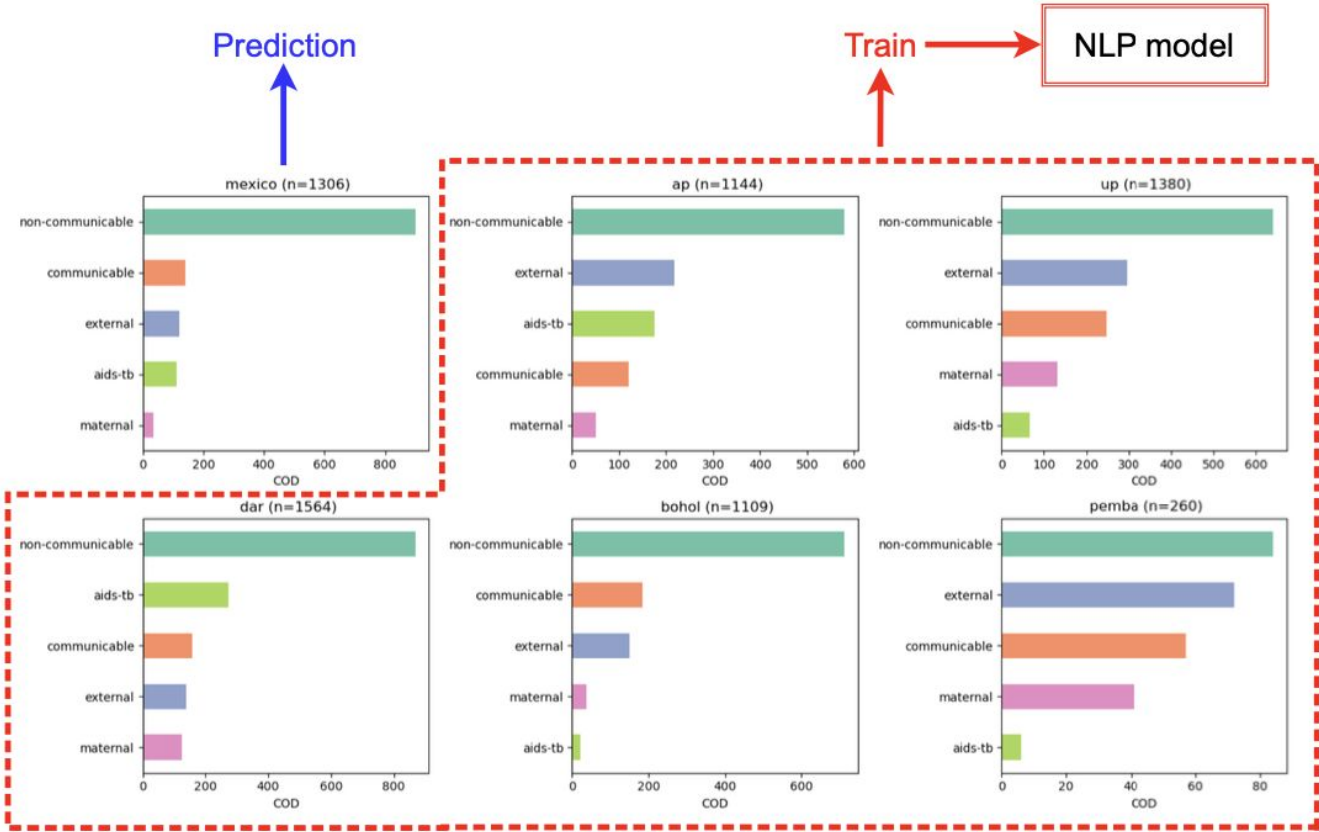 Prediction
Train
NLP model
mexico (n=1306)
non-communicable
communicable
external
aids-tb
maternal
0 200 400 600 800
COD
ap (n=1144)
non-communicable
external
aids-tb
communicable
maternal
0 100 200 300 400 500 600
COD
up (n=1380)
non-communicable
external
communicable
maternal
aids-tb
0 100 200 300 400 500 600
COD
dar (n=1564)
non-communicable
aids-tb
communicable
external
maternal
0 200 400 600 800
COD
bohol (n=1109)
non-communicable
communicable
external
maternal
aids-tb
0 200 400 600
COD
pemba (n=260)
non-communicable
external
communicable
maternal
aids-tb
0 20 40 60 80
COD